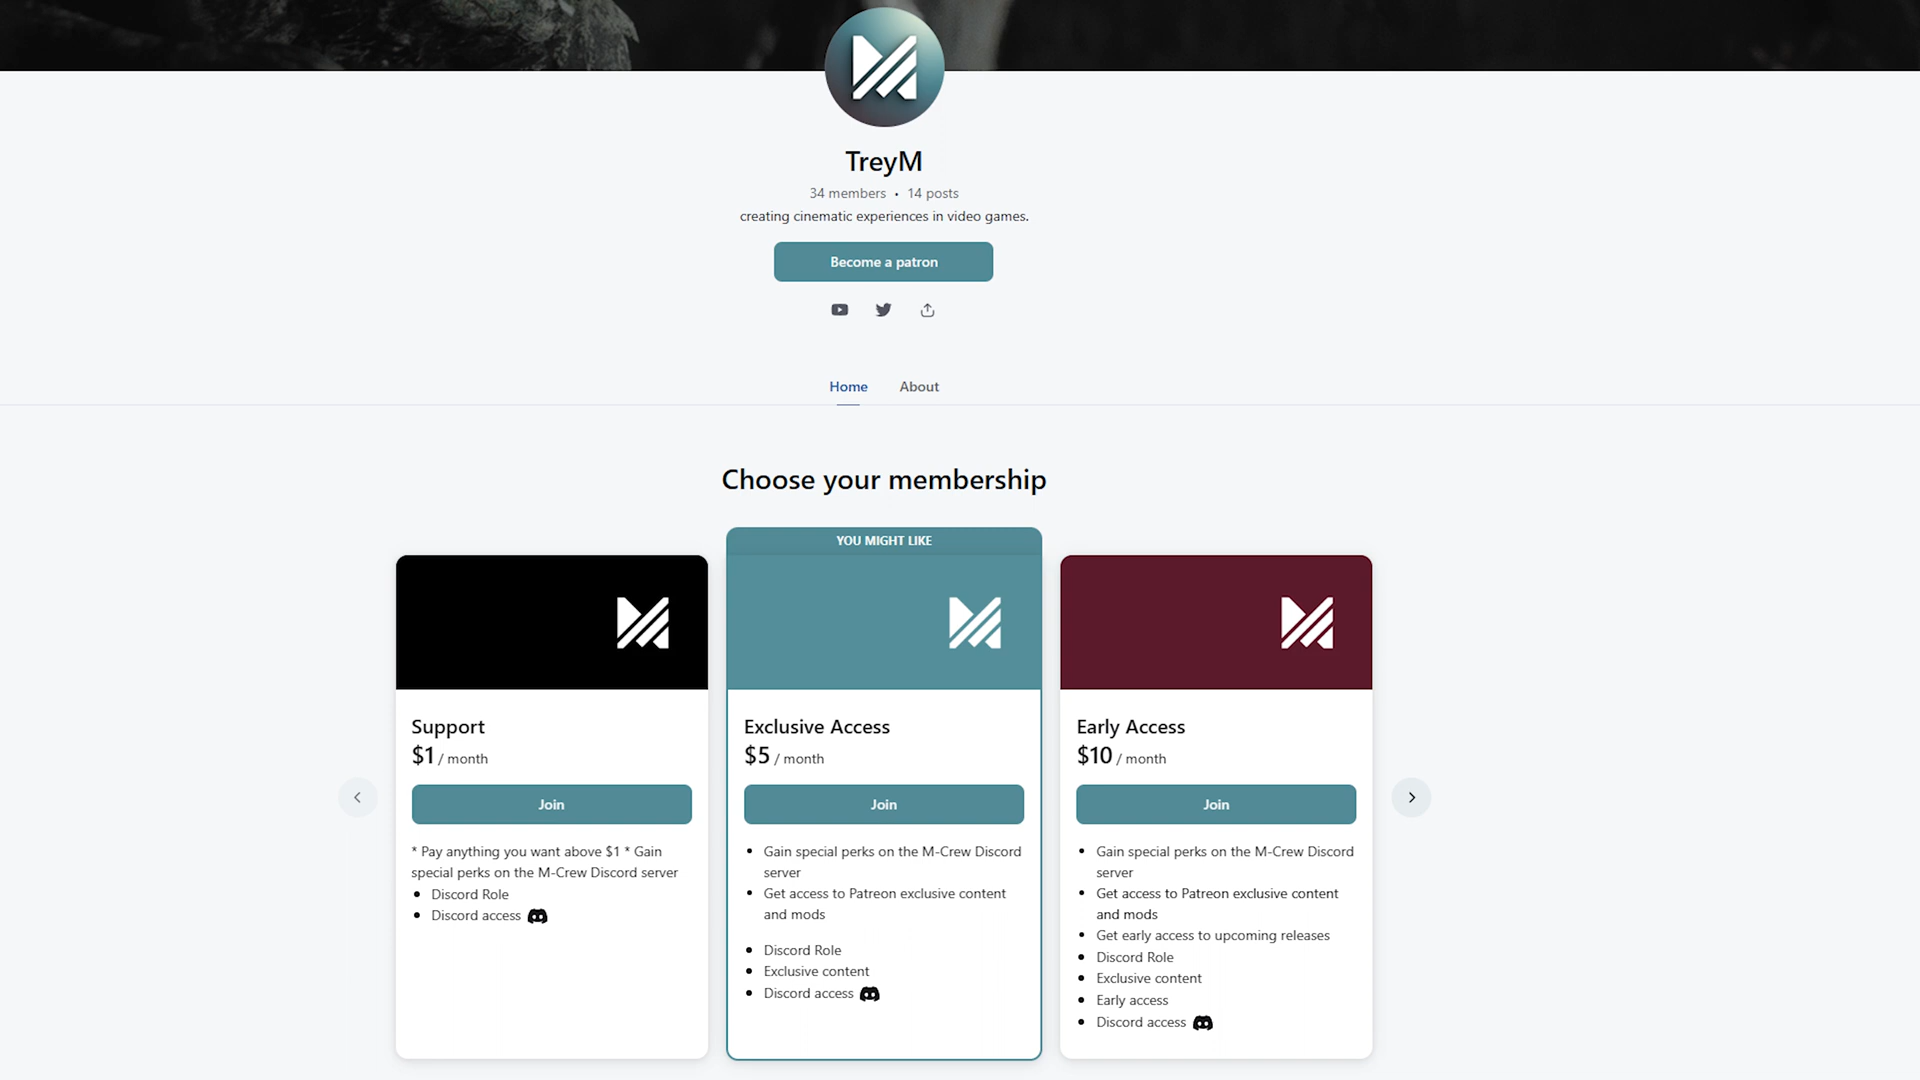 TreyM
34 members • 14 posts
creating cinematic experiences in video games.
Become a patron
Home
About
Choose your membership
Support
$1 / month
Join
* Pay anything you want above $1 * Gain
special perks on the M-Crew Discord server
• Discord Role
• Discord access
YOU MIGHT LIKE
Exclusive Access
$5 / month
Join
• Gain special perks on the M-Crew Discord
server
• Get access to Patreon exclusive content
and mods
• Discord Role
• Exclusive content
• Discord access
Early Access
$10 / month
Join
• Gain special perks on the M-Crew Discord
server
• Get access to Patreon exclusive content
and mods
• Get early access to upcoming releases
• Discord Role
• Exclusive content
• Early access
• Discord access